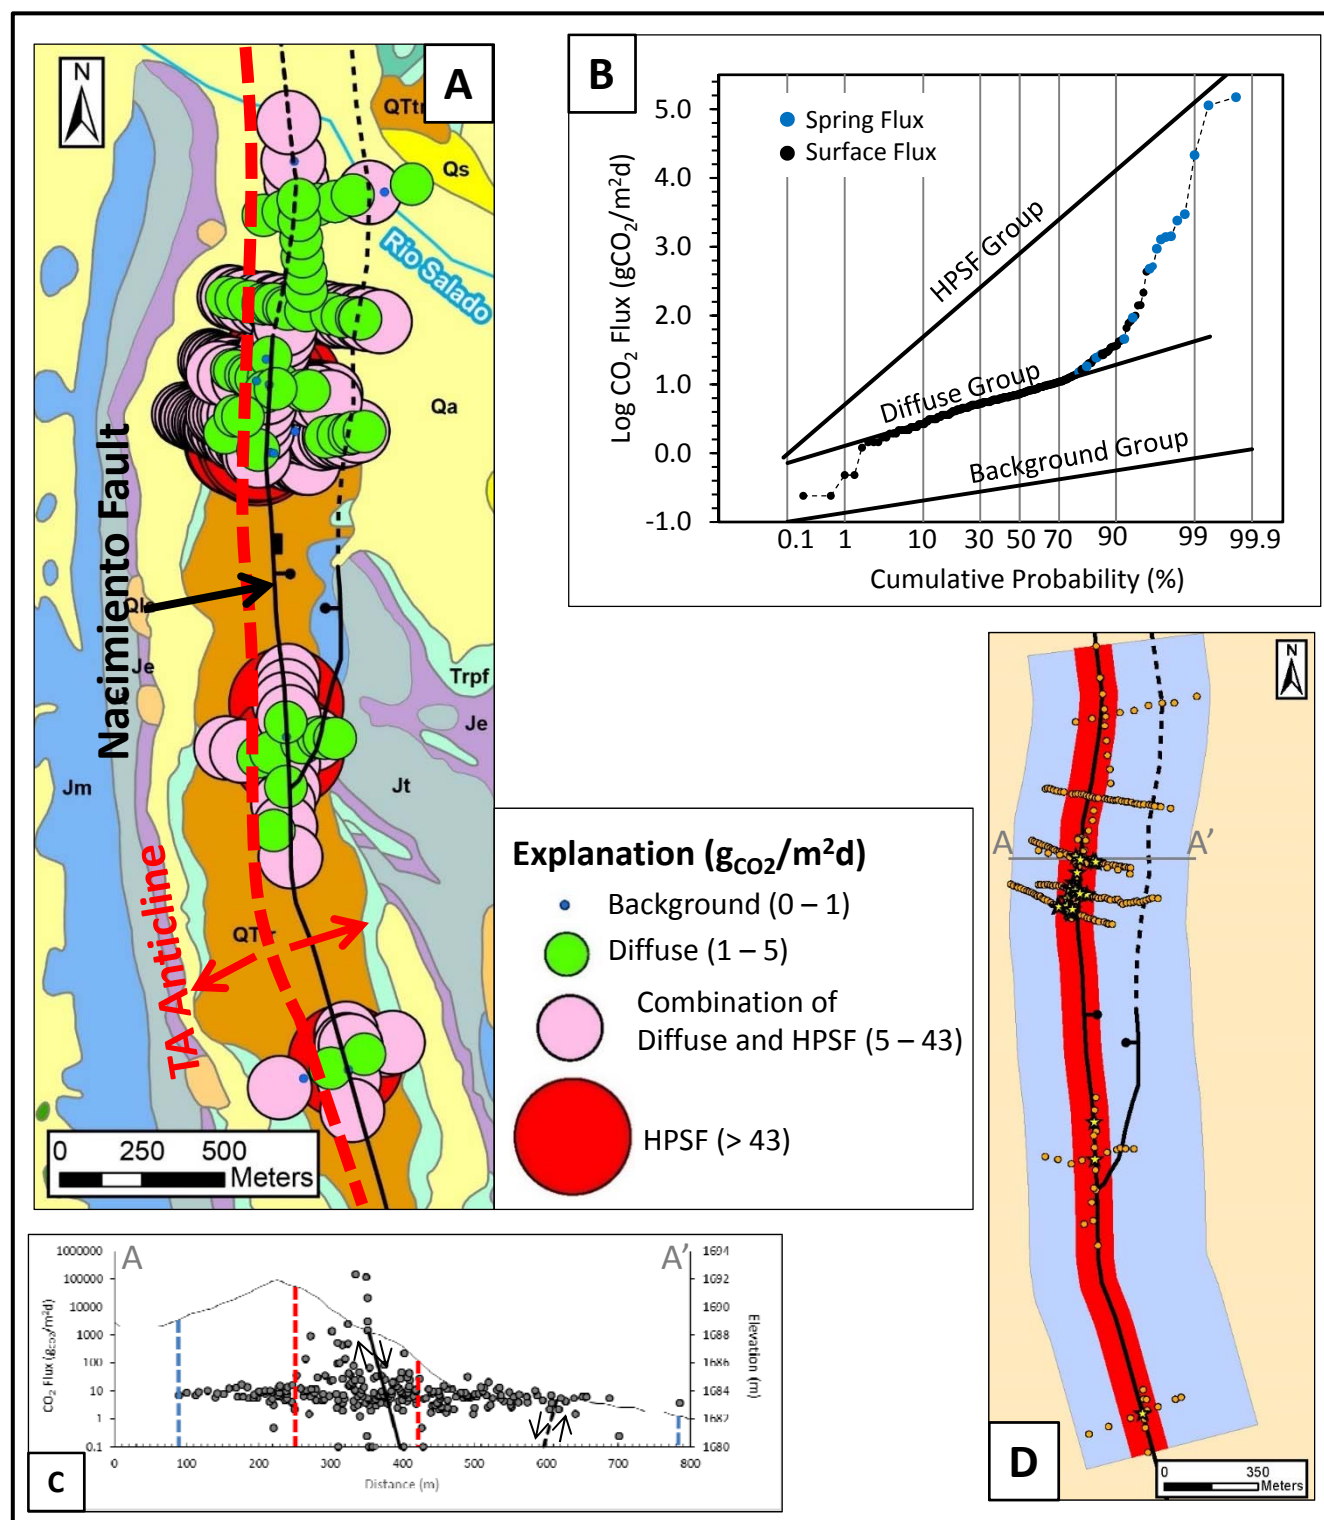 A
N
QTtr
Qs
Rio Salado
Qa
Nacimiento Fault
Je
Trpf
Je
Jm
Jt
TA Anticline
0 250 500
Meters
B
Spring Flux
Surface Flux
HPSF Group
Diffuse Group
Background Group
Log CO2 Flux (gCO2/m2d)
5.0
4.0
3.0
2.0
1.0
0.0
-1.0
0.1 1 10 30 50 70 90 99 99.9
Cumulative Probability (%)
Explanation (gCO2/m2d)
Background (0 – 1)
Diffuse (1 – 5)
Combination of
Diffuse and HPSF (5 – 43)
HPSF (> 43)
C
A A'
CO2 Flux (gCO2/m2d)
1000000
100000
10000
1000
100
10
1
0.1
0 100 200 300 400 500 600 700 800
Distance (m)
1694
1692
1690
1688
1686
1684
1682
1680
Elevation (m)
D
N
A A'
0 350
Meters